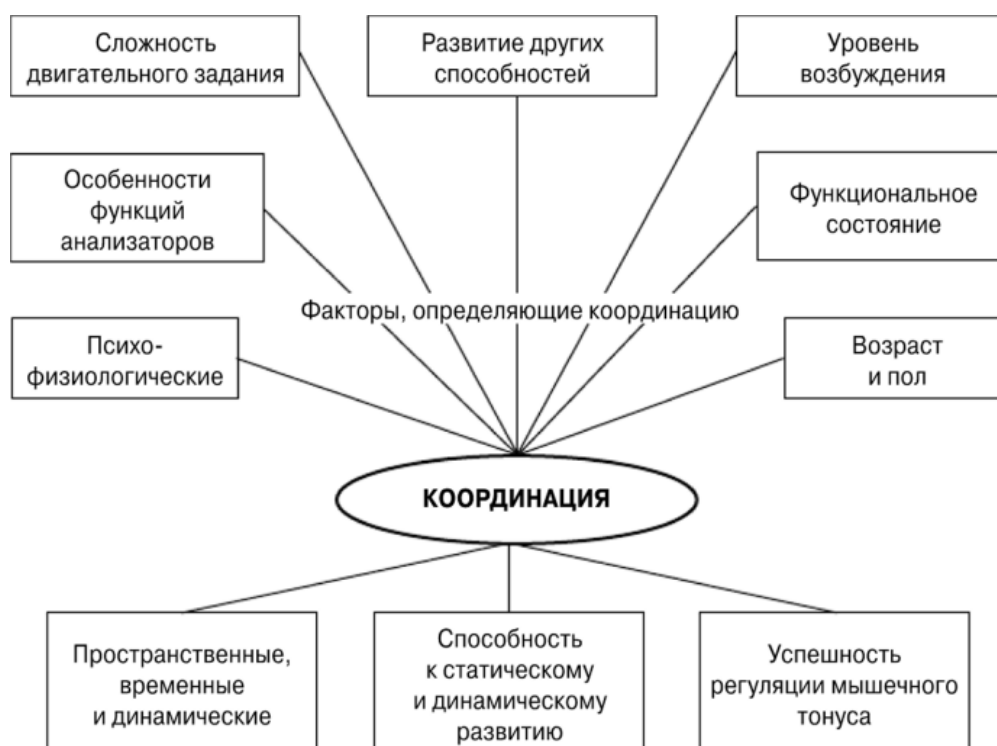 Сложность
двигательного задания
Развитие других
способностей
Уровень
возбуждения
Особенности
функций
анализаторов
Функциональное
состояние
Факторы, определяющие координацию
Психо-
физиологические
Возраст
и пол
КООРДИНАЦИЯ
Пространственные,
временные
и динамические
Способность
к статическому
и динамическому
развитию
Успешность
регуляции мышечного
тонуса